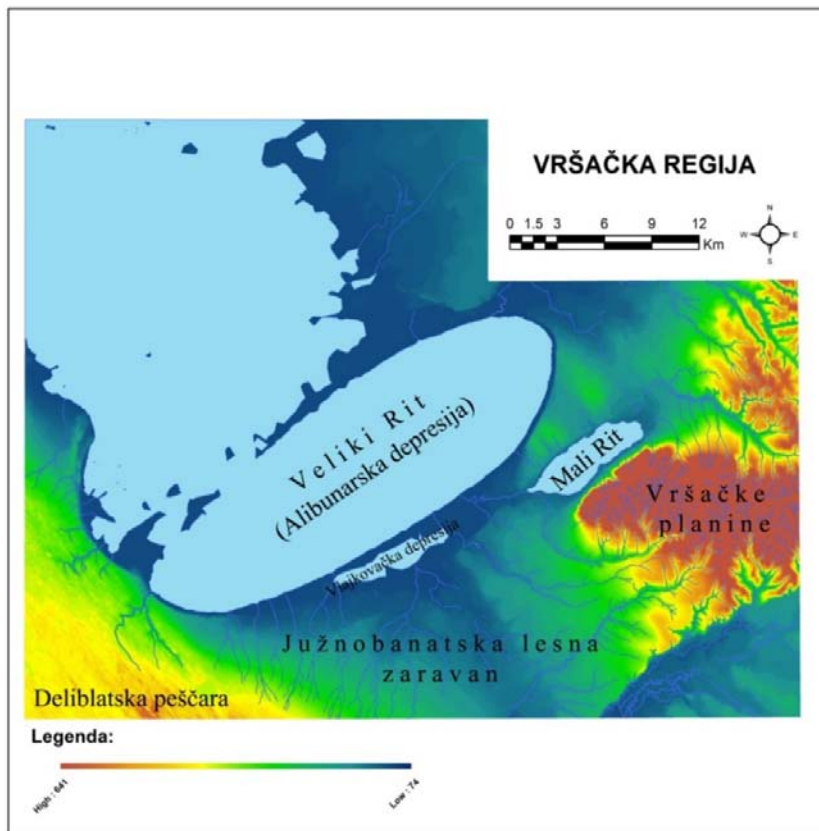 VRŠAČKA REGIJA
0 1.5 3 6 9 12
Km
N
W E
S
Veliki Rit
(Alibunarska depresija)
Mali Rit
Vršačke
planine
Vlajkovačka depresija
Južnobanatska lesna
zaravan
Deliblatska peščara
Legenda:
High : 641
Low : 74